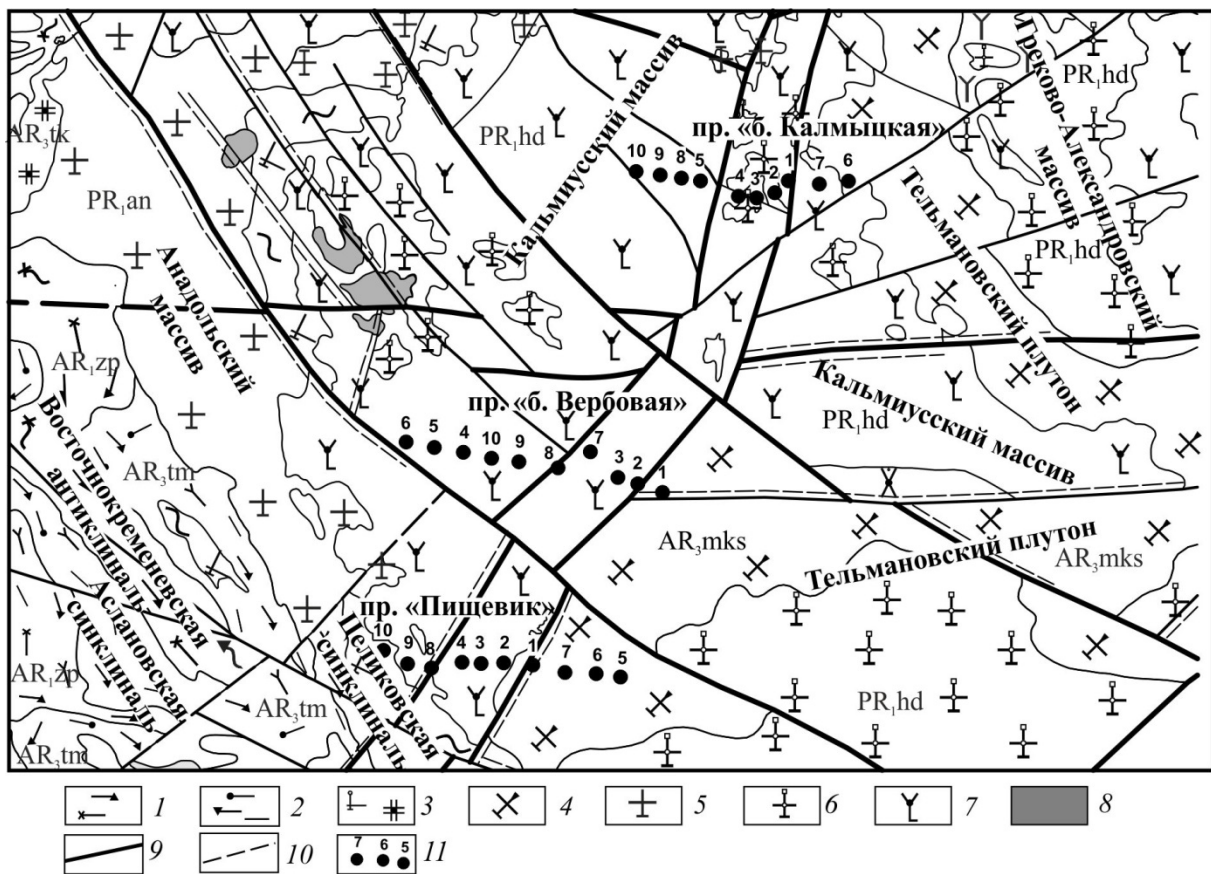 Кальмиусский массив
Греково-Александровский
массив
PR₁hd
AR₃tk
PR₁hd
пр. «б. Калмыцкая»
10 9 8 5 4 3 2 1 7 6
PR₁an
Тельмановский плутон
PR₁hd
Анадольский
массив
AR₁zp
Кальмиусский массив
PR₁hd
пр. «б. Вербовая»
6 5 4 10 9 8 7 3 2 1
Восточнокременевская
антиклиналь
AR₃tm
AR₃mks
Тельмановский плутон
AR₃mks
Аслановская
синклиналь
пр. «Пищевик»
10 9 8 4 3 2 1 7 6 5
синклиналь
AR₁zp
AR₃tm
PR₁hd
AR₃tm
1 2 3 4 5 6 7 8
9 10 7 6 5 11